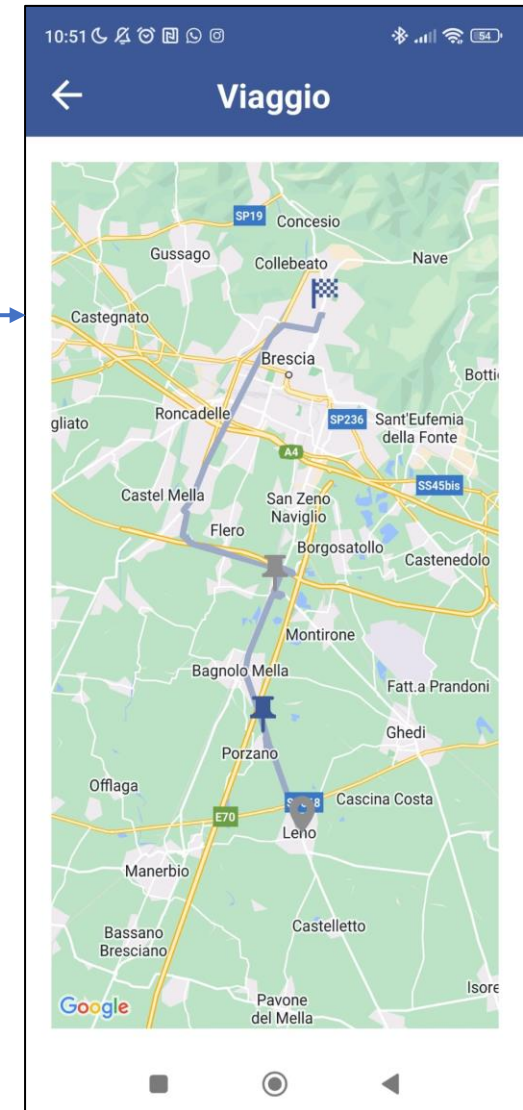 10:51
54
Viaggio
SP19
Concesio
Gussago
Collebeato
Nave
Castegnato
Brescia
Botti
Roncadelle
gliato
SP236
Sant'Eufemia
della Fonte
A4
SS45bis
Castel Mella
San Zeno
Naviglio
Flero
Borgosatollo
Castenedolo
Montirone
Bagnolo Mella
Fatt.a Prandoni
Ghedi
Porzano
Offlaga
Cascina Costa
E70
Leno
Manerbio
Castelletto
Bassano
Bresciano
Isore
Google
Pavone
del Mella